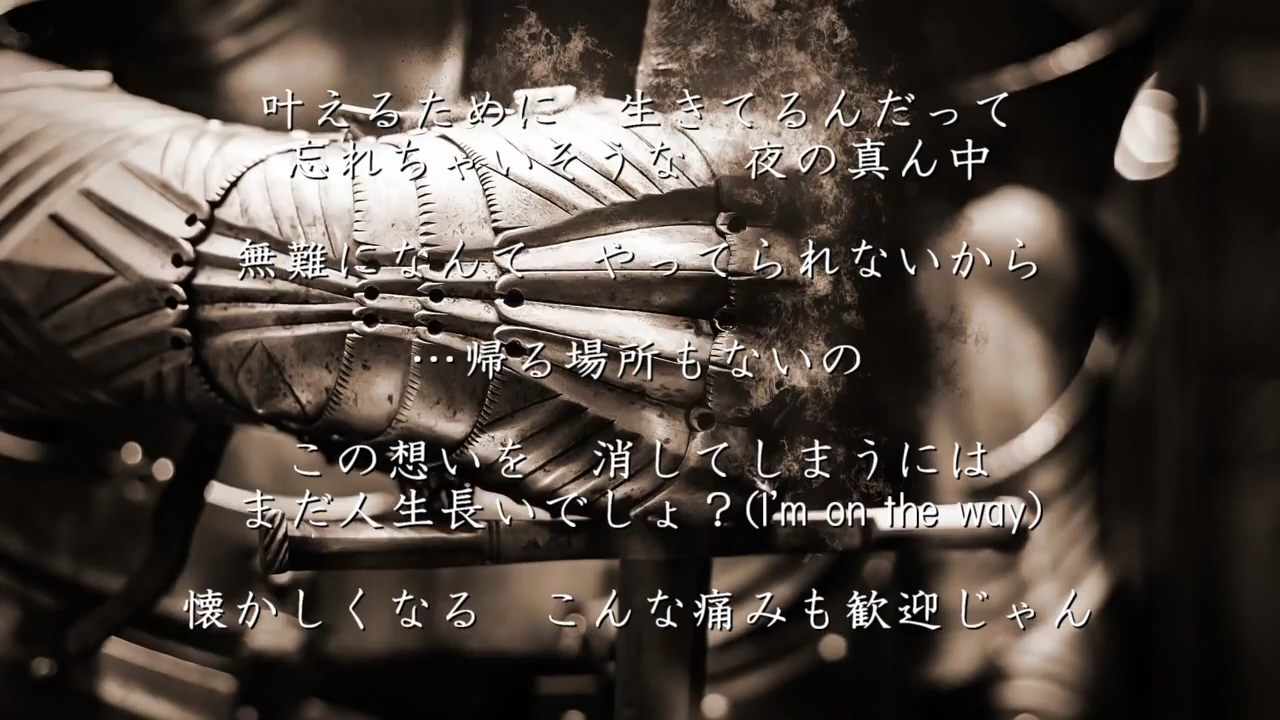 叶えるために　生きてるんだって
忘れちゃいそうな　夜の真ん中
無難になんて　やってられないから
…帰る場所もないの
この想いを　消してしまうには
まだ人生長いでしょ？(I'm on the way)
懐かしくなる　こんな痛みも歓迎じゃん